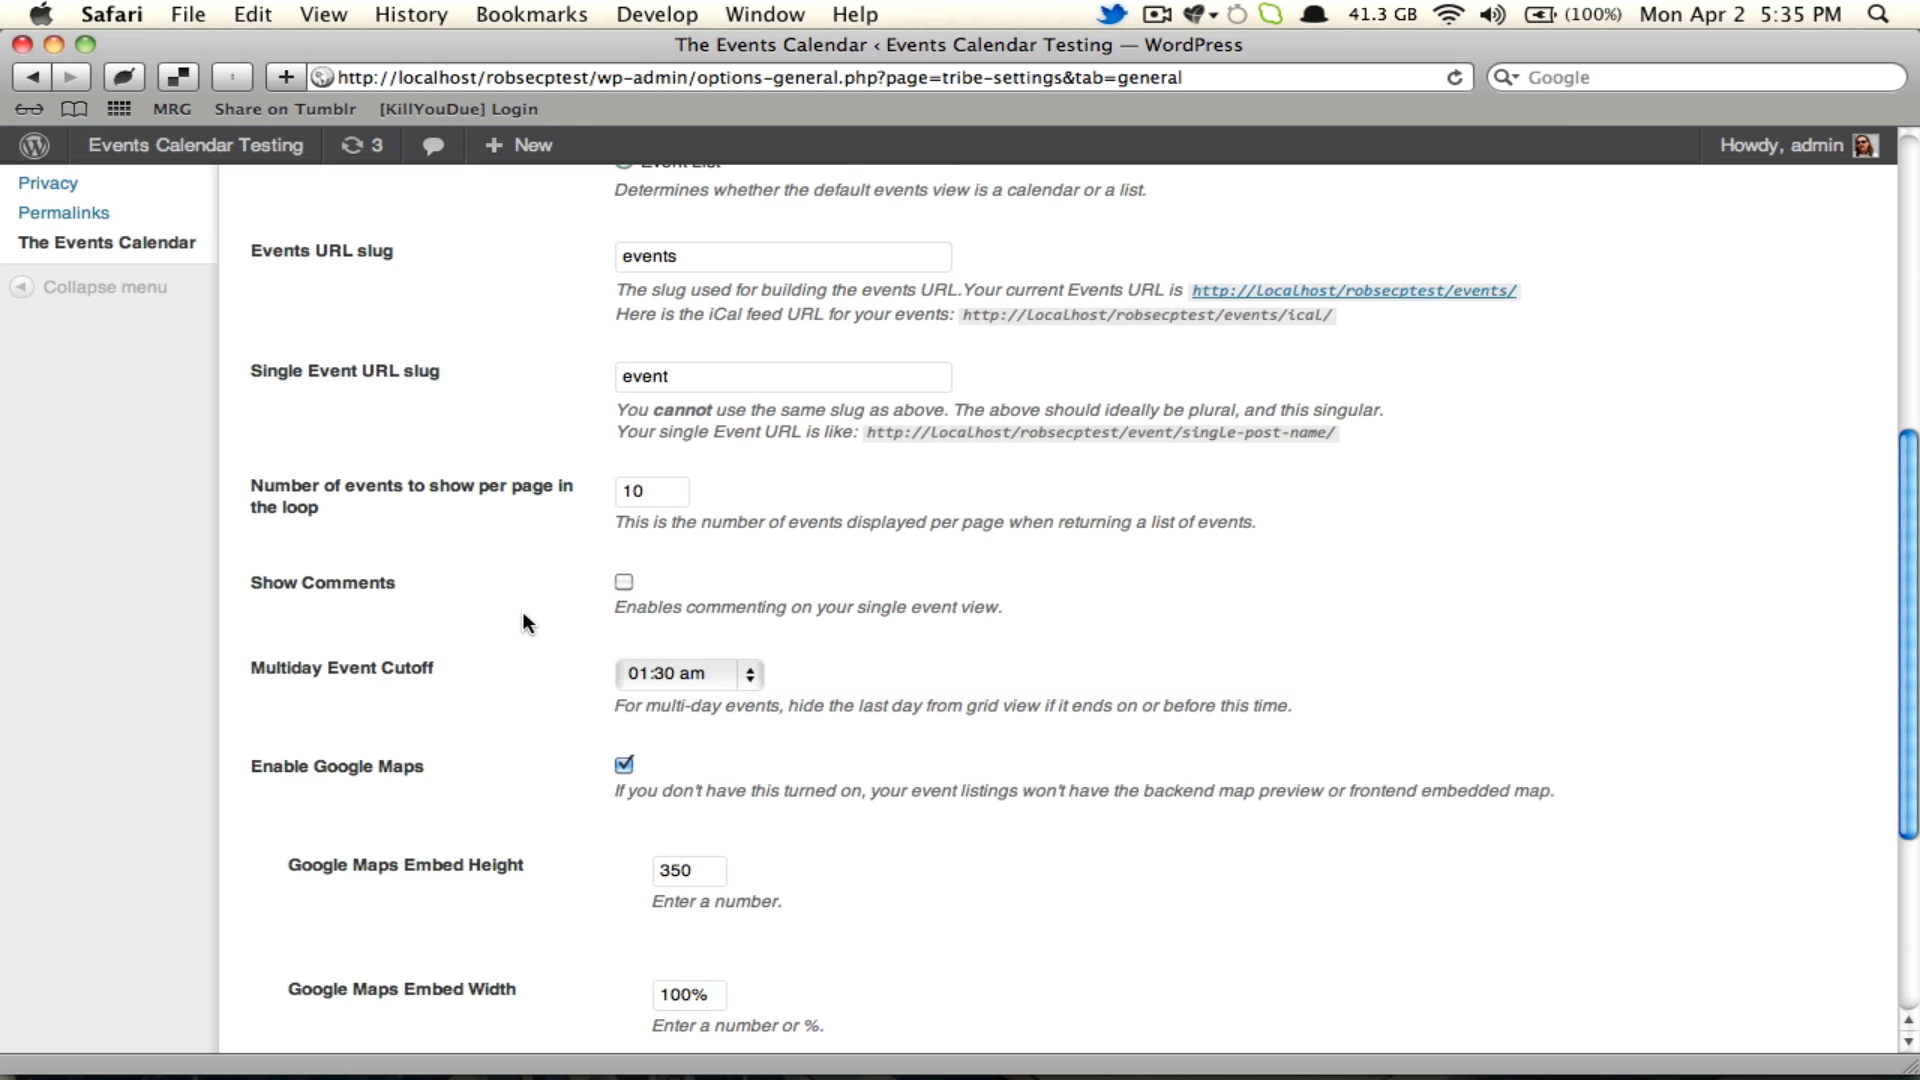 Safari File Edit View History Bookmarks Develop Window Help 41.3 GB (100%) Mon Apr 2 5:35 PM
The Events Calendar ‹ Events Calendar Testing — WordPress
http://localhost/robsecptest/wp-admin/options-general.php?page=tribe-settings&tab=general Google
MRG Share on Tumblr [KillYouDue] Login
Events Calendar Testing 3 + New Howdy, admin
Event List
Privacy
Determines whether the default events view is a calendar or a list.
Permalinks
The Events Calendar
Events URL slug events
Collapse menu
The slug used for building the events URL.Your current Events URL is http://localhost/robsecptest/events/
Here is the iCal feed URL for your events: http://localhost/robsecptest/events/ical/
Single Event URL slug event
You cannot use the same slug as above. The above should ideally be plural, and this singular.
Your single Event URL is like: http://localhost/robsecptest/event/single-post-name/
Number of events to show per page in
the loop
10
This is the number of events displayed per page when returning a list of events.
Show Comments
Enables commenting on your single event view.
Multiday Event Cutoff 01:30 am
For multi-day events, hide the last day from grid view if it ends on or before this time.
Enable Google Maps
If you don't have this turned on, your event listings won't have the backend map preview or frontend embedded map.
Google Maps Embed Height 350
Enter a number.
Google Maps Embed Width 100%
Enter a number or %.